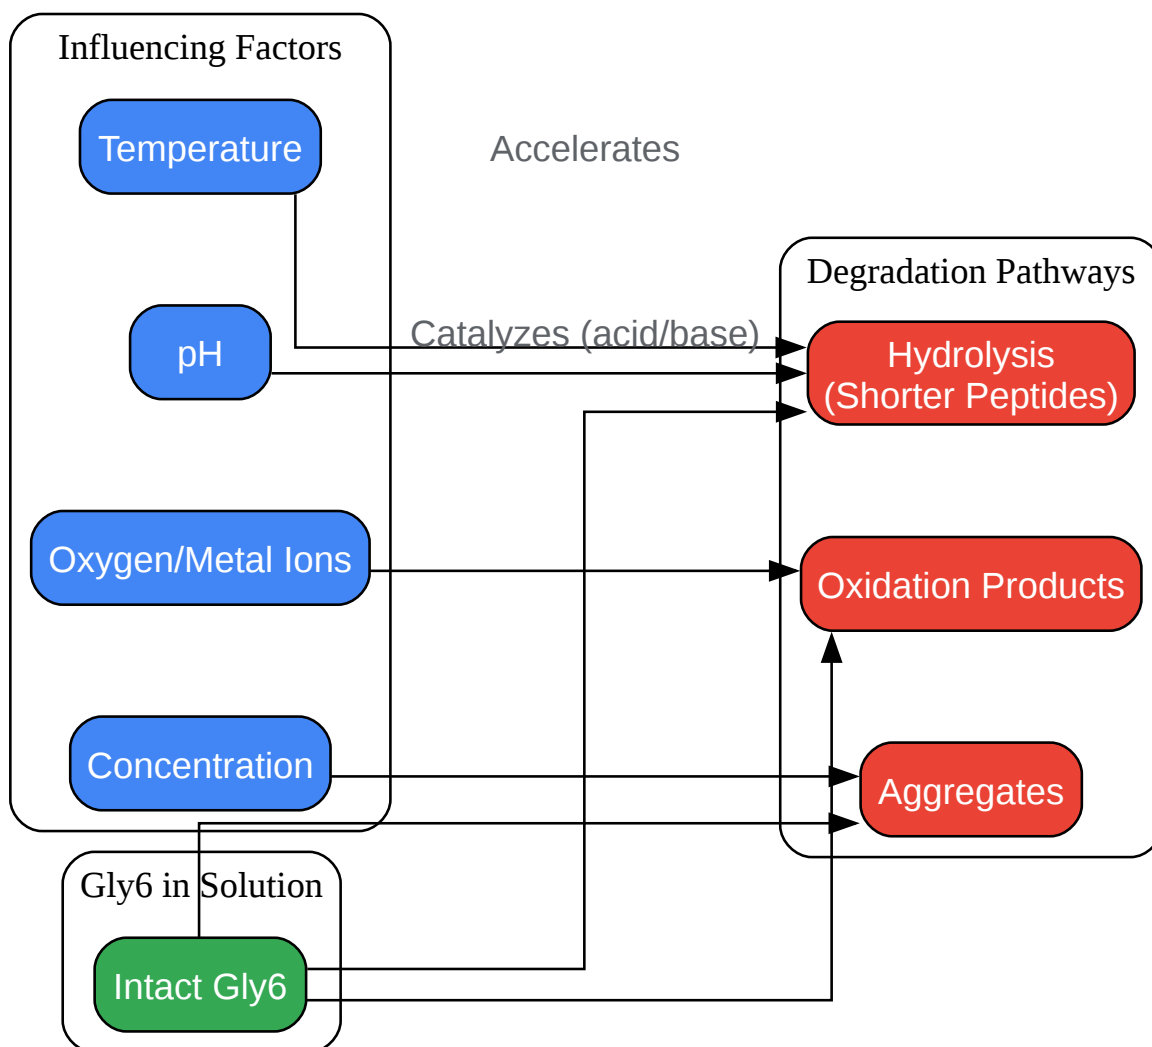 Influencing Factors
Temperature
Accelerates
Degradation Pathways
pH
Catalyzes (acid/base)
Hydrolysis
(Shorter Peptides)
Oxygen/Metal Ions
Oxidation Products
Concentration
Aggregates
Gly6 in Solution
Intact Gly6